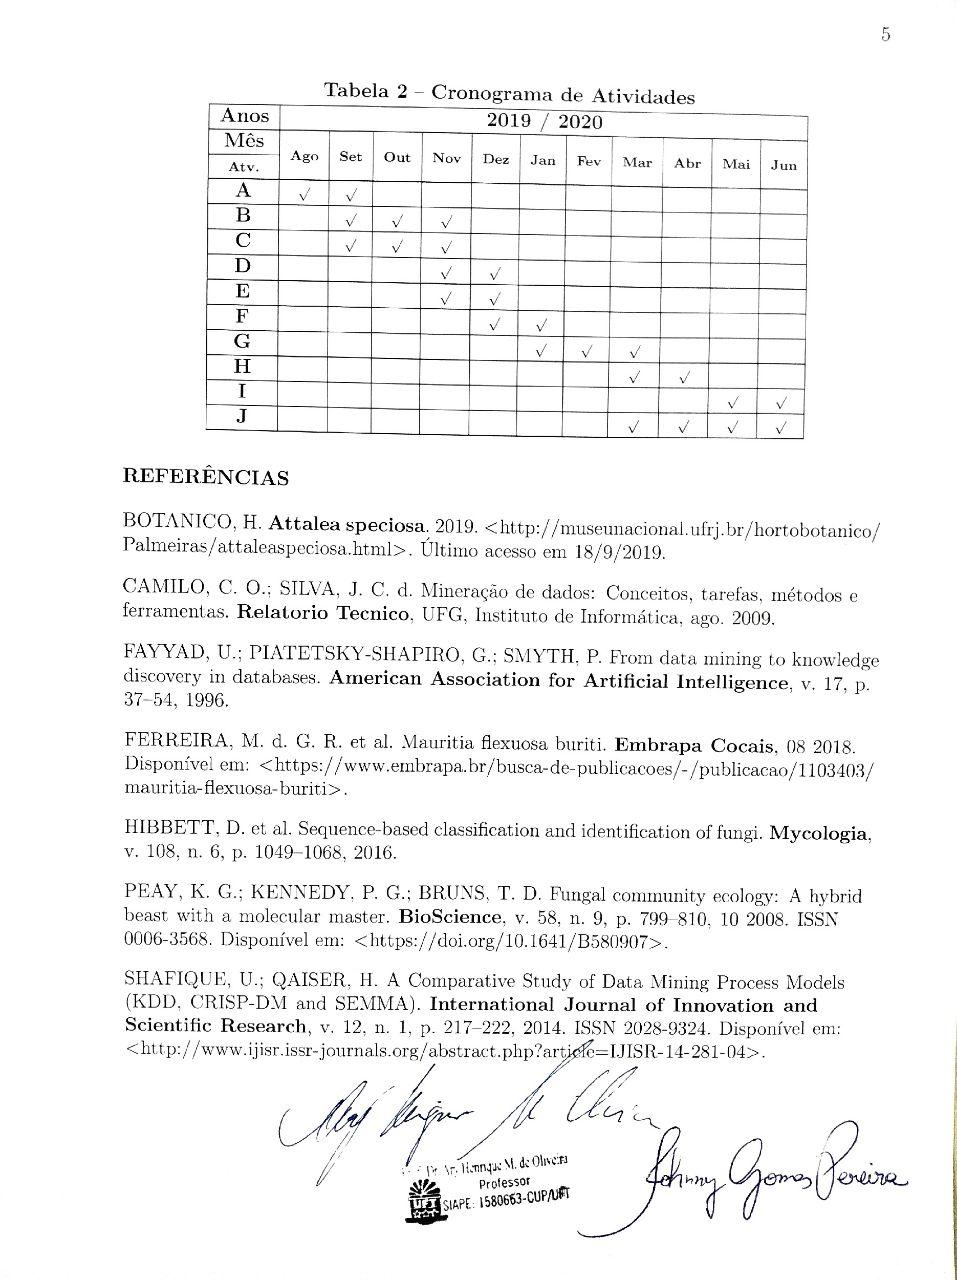 5
Tabela 2 – Cronograma de Atividades
Anos 2019 / 2020
Mês
Atv. Ago Set Out Nov Dez Jan Fev Mar Abr Mai Jun
A √ √
B √ √ √
C √ √ √
D √ √
E √ √
F √ √
G √ √ √
H √ √
I √ √
J √ √ √ √
REFERÊNCIAS
BOTANICO, H. Attalea speciosa. 2019. <http://museunacional.ufrj.br/hortobotanico/
Palmeiras/attaleaspeciosa.html>. Último acesso em 18/9/2019.
CAMILO, C. O.; SILVA, J. C. d. Mineração de dados: Conceitos, tarefas, métodos e
ferramentas. Relatorio Tecnico, UFG, Instituto de Informática, ago. 2009.
FAYYAD, U.; PIATETSKY-SHAPIRO, G.; SMYTH, P. From data mining to knowledge
discovery in databases. American Association for Artificial Intelligence, v. 17, p.
37–54, 1996.
FERREIRA, M. d. G. R. et al. Mauritia flexuosa buriti. Embrapa Cocais, 08 2018.
Disponível em: <https://www.embrapa.br/busca-de-publicacoes/-/publicacao/1103403/
mauritia-flexuosa-buriti>.
HIBBETT, D. et al. Sequence-based classification and identification of fungi. Mycologia,
v. 108, n. 6, p. 1049–1068, 2016.
PEAY, K. G.; KENNEDY, P. G.; BRUNS, T. D. Fungal community ecology: A hybrid
beast with a molecular master. BioScience, v. 58, n. 9, p. 799–810, 10 2008. ISSN
0006-3568. Disponível em: <https://doi.org/10.1641/B580907>.
SHAFIQUE, U.; QAISER, H. A Comparative Study of Data Mining Process Models
(KDD, CRISP-DM and SEMMA). International Journal of Innovation and
Scientific Research, v. 12, n. 1, p. 217–222, 2014. ISSN 2028-9324. Disponível em:
<http://www.ijisr.issr-journals.org/abstract.php?article=IJISR-14-281-04>.
Johnny Gomes Pereira
Henrique M. de Oliveira
Professor
UFT SIAPE: 1580663-CUP/UFT